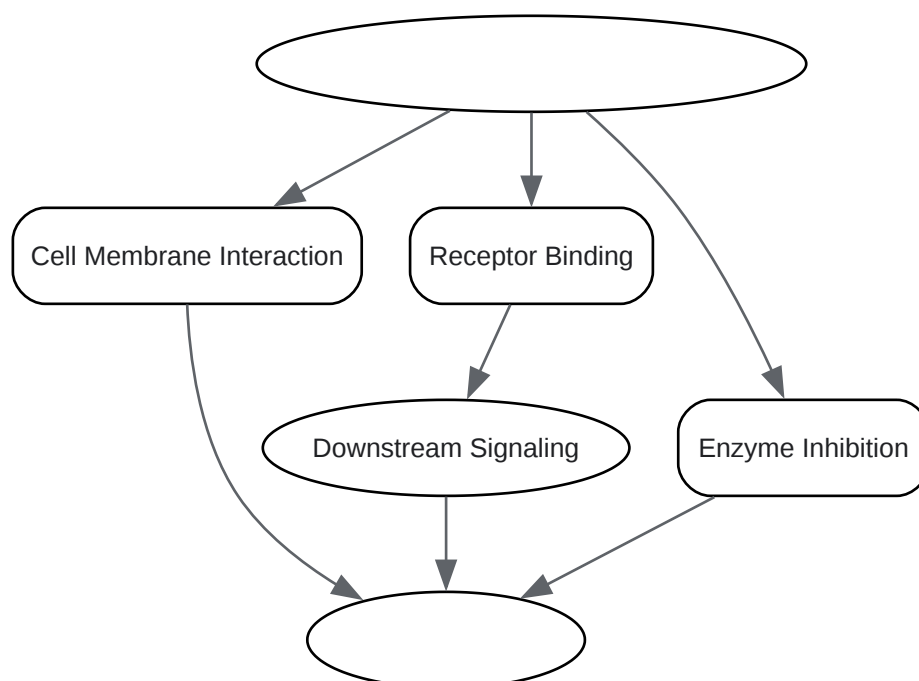 Cell Membrane Interaction
Receptor Binding
Downstream Signaling
Enzyme Inhibition